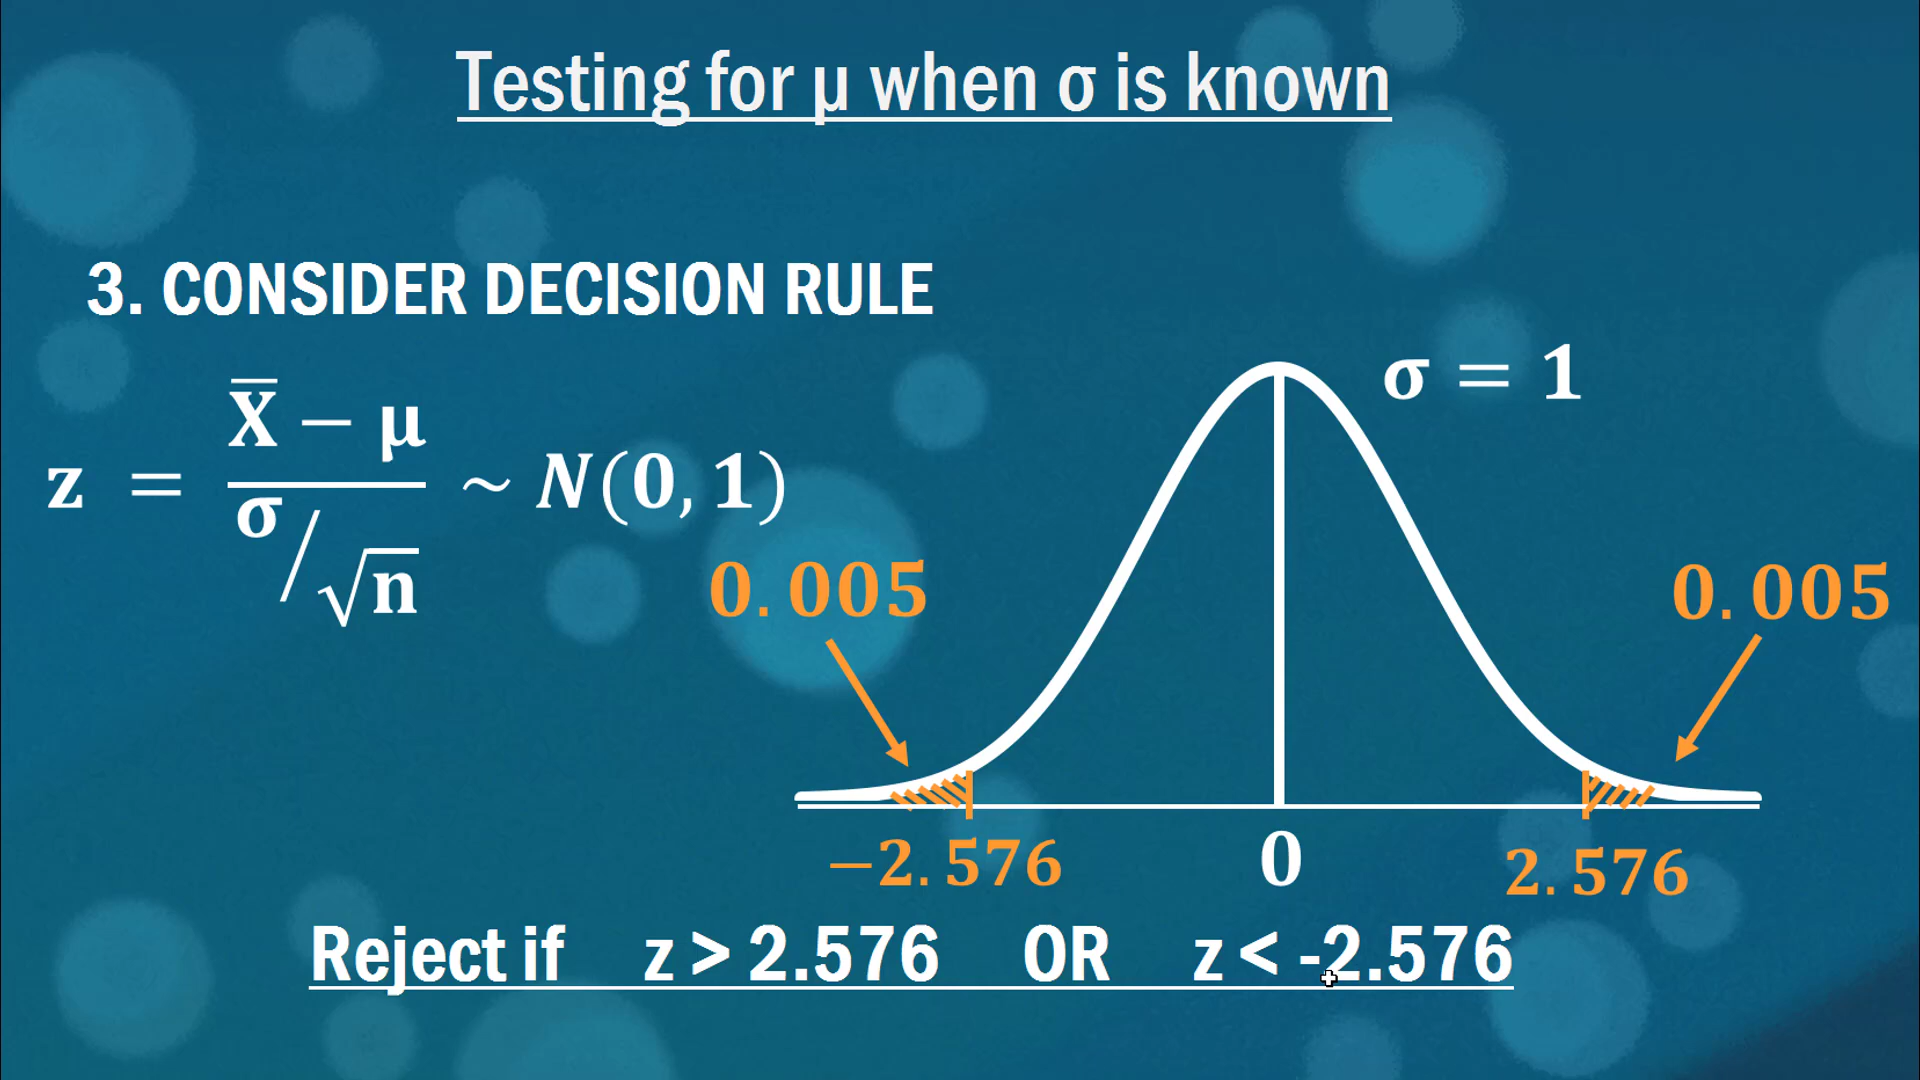 Testing for μ when σ is known
3. CONSIDER DECISION RULE
z = (X̿ − μ) / (σ/√n) ~ N(0, 1)
σ = 1
0.005
0.005
−2.576
0
2.576
Reject if z > 2.576 OR z < -2.576